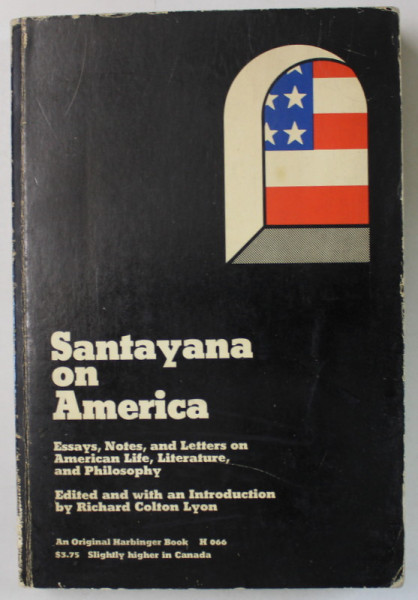 Santayana
on
America
Essays, Notes, and Letters on
American Life, Literature,
and Philosophy
Edited and with an Introduction
by Richard Colton Lyon
An Original Harbinger Book H 066
$3.75 Slightly higher in Canada